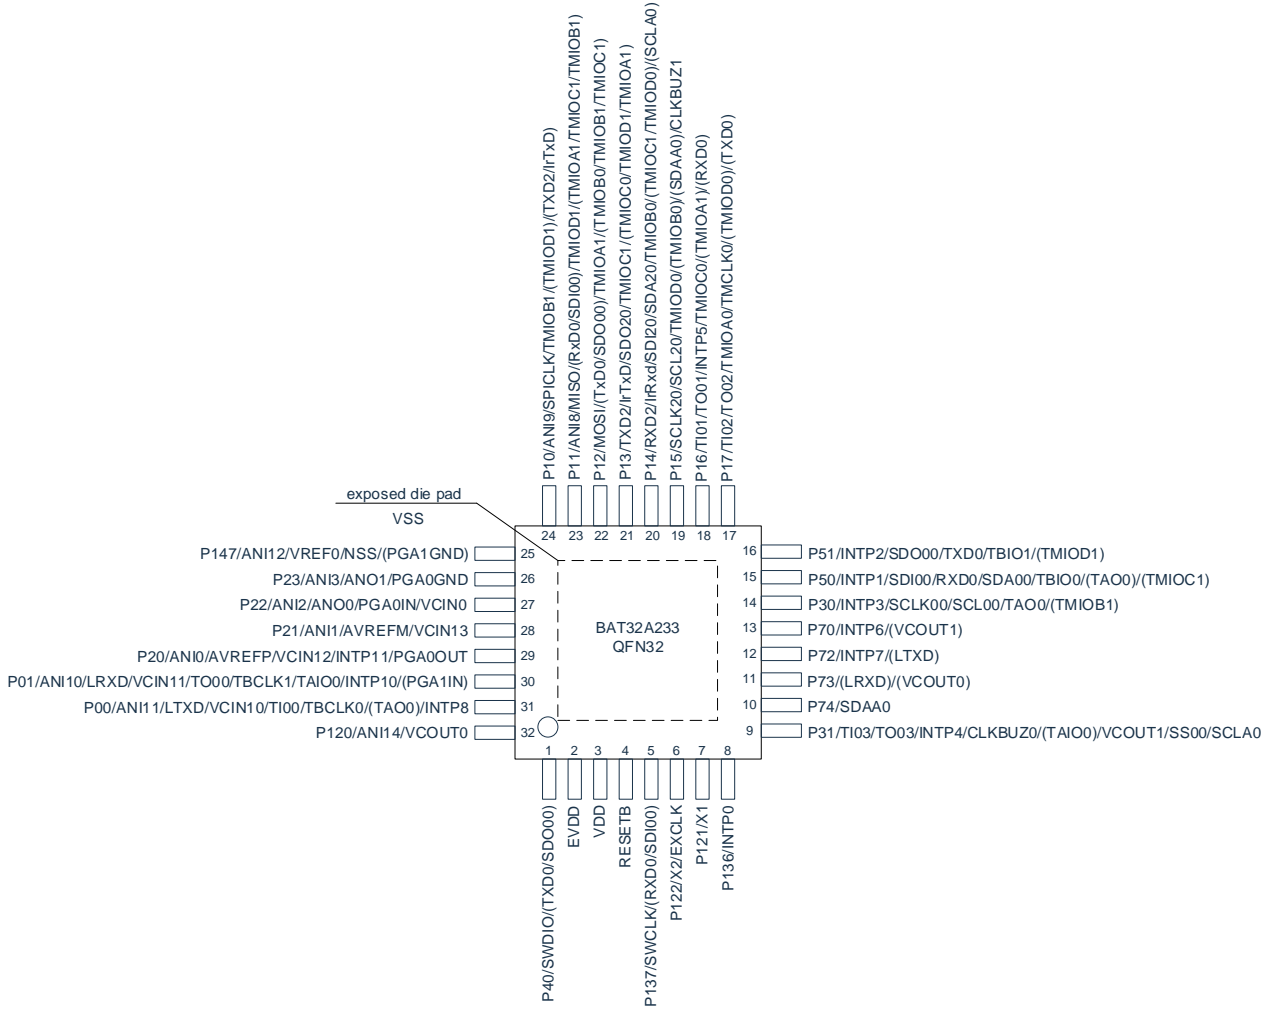 P10/ANI9/SPICLK/TMIOB1/(TMIOD1)/(TXD2/IrTxD)
P11/ANI8/MISO/(RxD0/SDI00)/TMIOD1/(TMIOA1/TMIOC1/TMIOB1)
P12/MOSI/(TxD0/SDO00)/TMIOA1/(TMIOB0/TMIOB1/TMIOC1)
P13/TXD2/IrTxD/SDO20/TMIOC1/(TMIOC0/TMIOD1/TMIOA1)
P14/RXD2/IrRxd/SDI20/SDA20/TMIOB0/(TMIOC1/TMIOD0)/(SCLA0)
P15/SCLK20/SCL20/TMIOD0/(TMIOB0)/(SDAA0)/CLKBUZ1
P16/TI01/TO01/INTP5/TMIOC0/(TMIOA1)/(RXD0)
P17/TI02/TO02/TMIOA0/TMCLK0/(TMIOD0)/(TXD0)
exposed die pad
VSS
24 23 22 21 20 19 18 17
P147/ANI12/VREF0/NSS/(PGA1GND) 25
P23/ANI3/ANO1/PGA0GND 26
P22/ANI2/ANO0/PGA0IN/VCIN0 27
P21/ANI1/AVREFM/VCIN13 28
P20/ANI0/AVREFP/VCIN12/INTP11/PGA0OUT 29
P01/ANI10/LRXD/VCIN11/TO00/TBCLK1/TAIO0/INTP10/(PGA1IN) 30
P00/ANI11/LTXD/VCIN10/TI00/TBCLK0/(TAO0)/INTP8 31
P120/ANI14/VCOUT0 32
BAT32A233
QFN32
16 P51/INTP2/SDO00/TXD0/TBIO1/(TMIOD1)
15 P50/INTP1/SDI00/RXD0/SDA00/TBIO0/(TAO0)/(TMIOC1)
14 P30/INTP3/SCLK00/SCL00/TAO0/(TMIOB1)
13 P70/INTP6/(VCOUT1)
12 P72/INTP7/(LTXD)
11 P73/(LRXD)/(VCOUT0)
10 P74/SDAA0
9 P31/TI03/TO03/INTP4/CLKBUZ0/(TAIO0)/VCOUT1/SS00/SCLA0
1 2 3 4 5 6 7 8
P40/SWDIO/(TXD0/SDO00)
EVDD
VDD
RESETB
P137/SWCLK/(RXD0/SDI00)
P122/X2/EXCLK
P121/X1
P136/INTP0